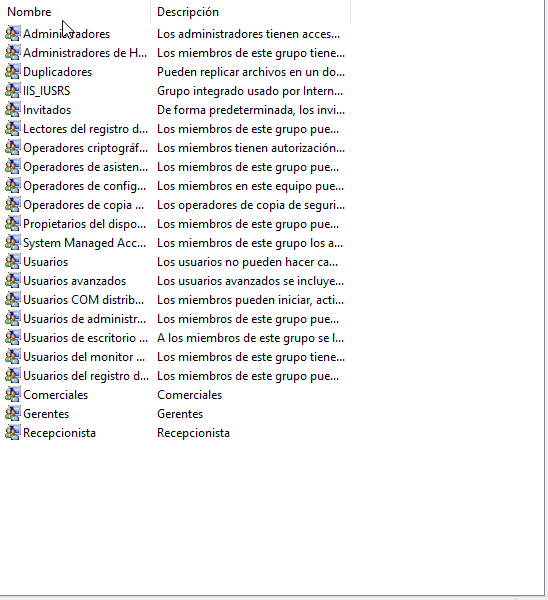 Nombre Descripción
Administradores Los administradores tienen acces...
Administradores de H... Los miembros de este grupo tiene...
Duplicadores Pueden replicar archivos en un do...
IIS_IUSRS Grupo integrado usado por Intern...
Invitados De forma predeterminada, los invi...
Lectores del registro d... Los miembros de este grupo pue...
Operadores criptográf... Los miembros tienen autorización...
Operadores de asisten... Los miembros de este grupo pue...
Operadores de config... Los miembros en este equipo pue...
Operadores de copia ... Los operadores de copia de seguri...
Propietarios del dispo... Los miembros de este grupo pue...
System Managed Acc... Los miembros de este grupo los a...
Usuarios Los usuarios no pueden hacer ca...
Usuarios avanzados Los usuarios avanzados se incluye...
Usuarios COM distrib... Los miembros pueden iniciar, acti...
Usuarios de administr... Los miembros de este grupo pue...
Usuarios de escritorio ... A los miembros de este grupo se l...
Usuarios del monitor ... Los miembros de este grupo tiene...
Usuarios del registro d... Los miembros de este grupo pue...
Comerciales Comerciales
Gerentes Gerentes
Recepcionista Recepcionista